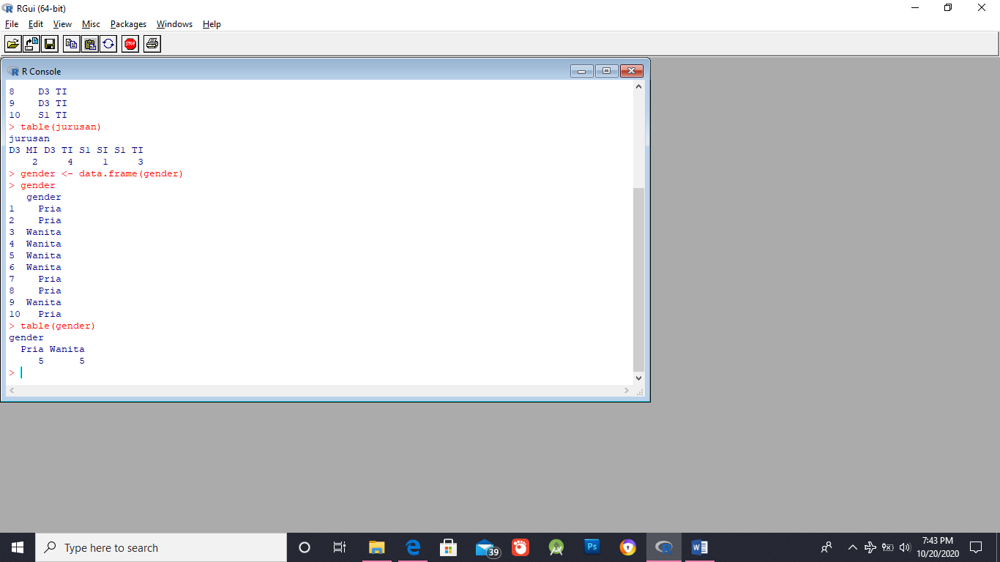 RGui (64-bit)
File Edit View Misc Packages Windows Help
STOP
R Console
8    D3 TI
9    D3 TI
10   S1 TI
> table(jurusan)
jurusan
D3 MI D3 TI S1 SI S1 TI
    2     4     1     3
> gender <- data.frame(gender)
> gender
   gender
1    Pria
2    Pria
3  Wanita
4  Wanita
5  Wanita
6  Wanita
7    Pria
8    Pria
9  Wanita
10   Pria
> table(gender)
gender
  Pria Wanita
     5      5
>
Type here to search
39
Ps
7:43 PM
10/20/2020